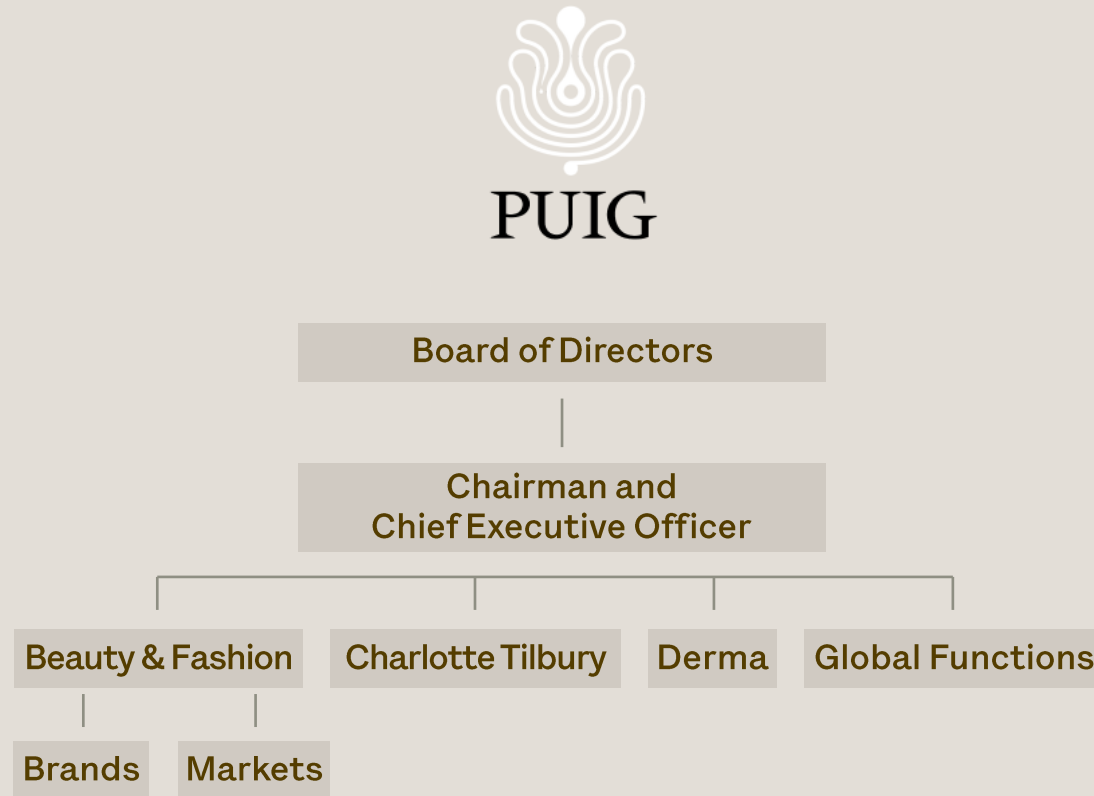 PUIG
Board of Directors
Chairman and
Chief Executive Officer
Beauty & Fashion
Charlotte Tilbury
Derma
Global Functions
Brands
Markets